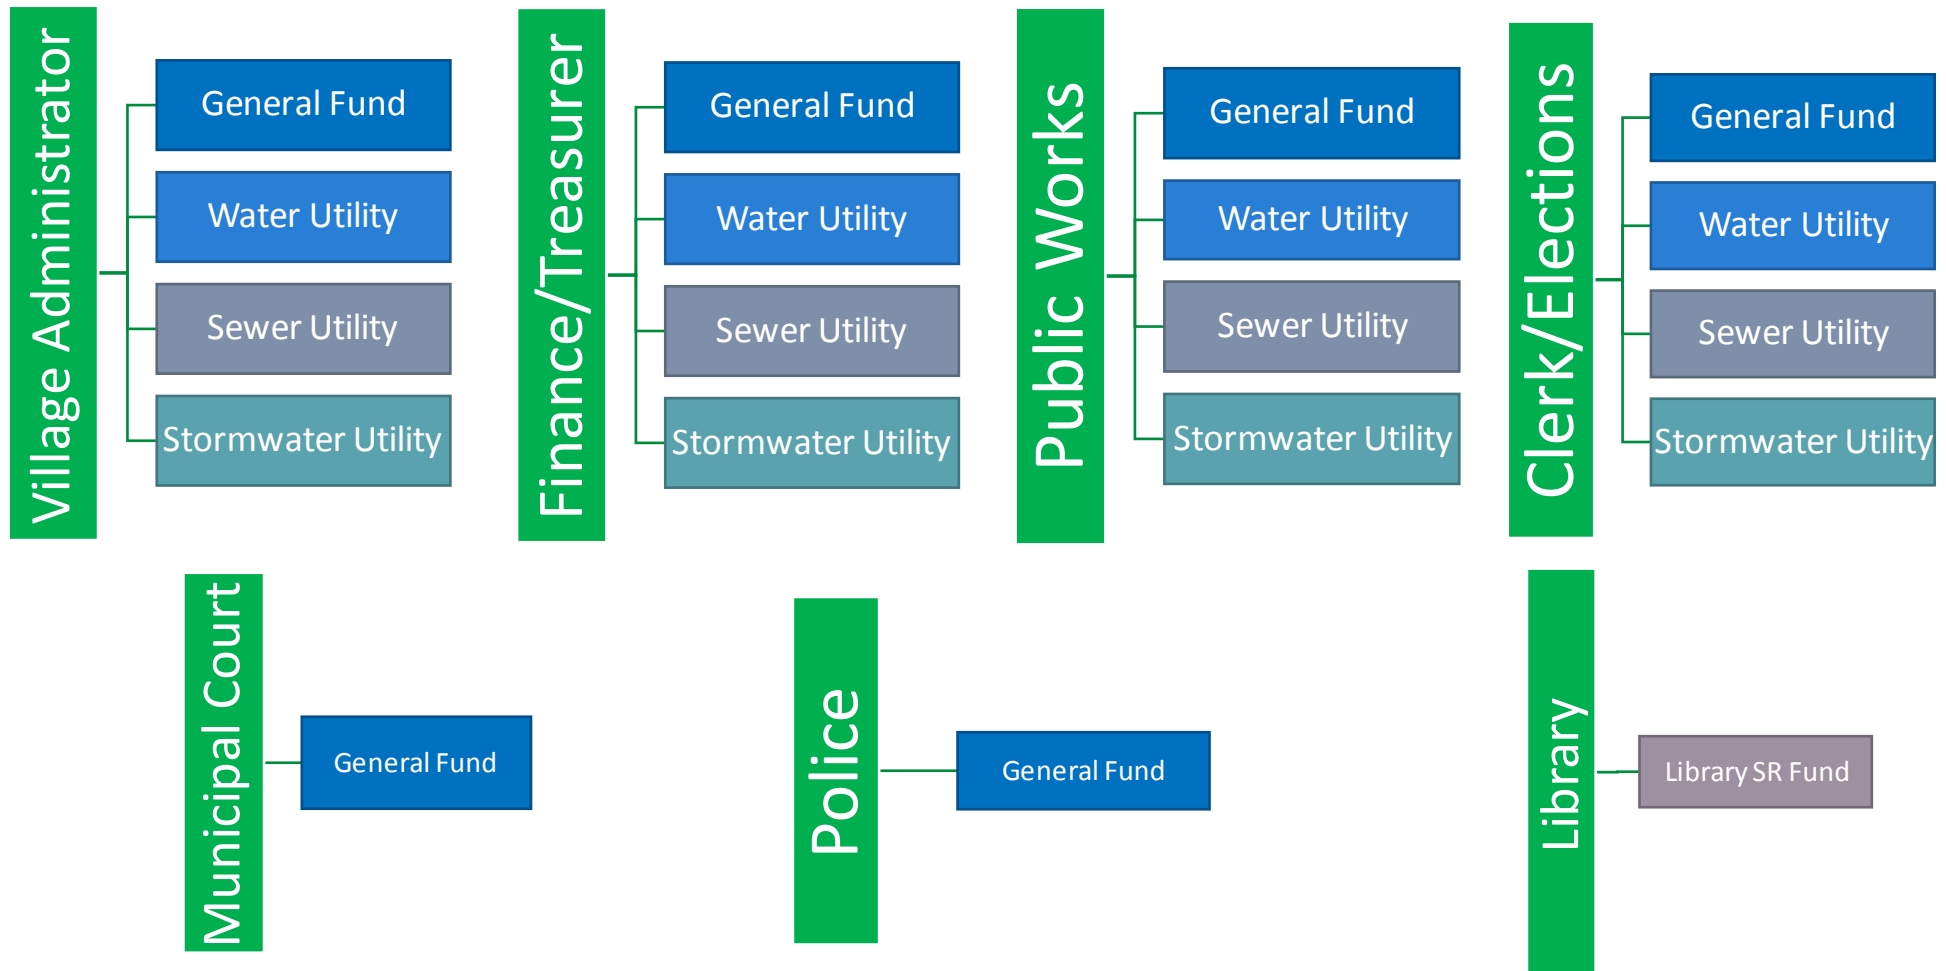 Village Administrator
General Fund
Water Utility
Sewer Utility
Stormwater Utility
Finance/Treasurer
General Fund
Water Utility
Sewer Utility
Stormwater Utility
Public Works
General Fund
Water Utility
Sewer Utility
Stormwater Utility
Clerk/Elections
General Fund
Water Utility
Sewer Utility
Stormwater Utility
Municipal Court
General Fund
Police
General Fund
Library
Library SR Fund